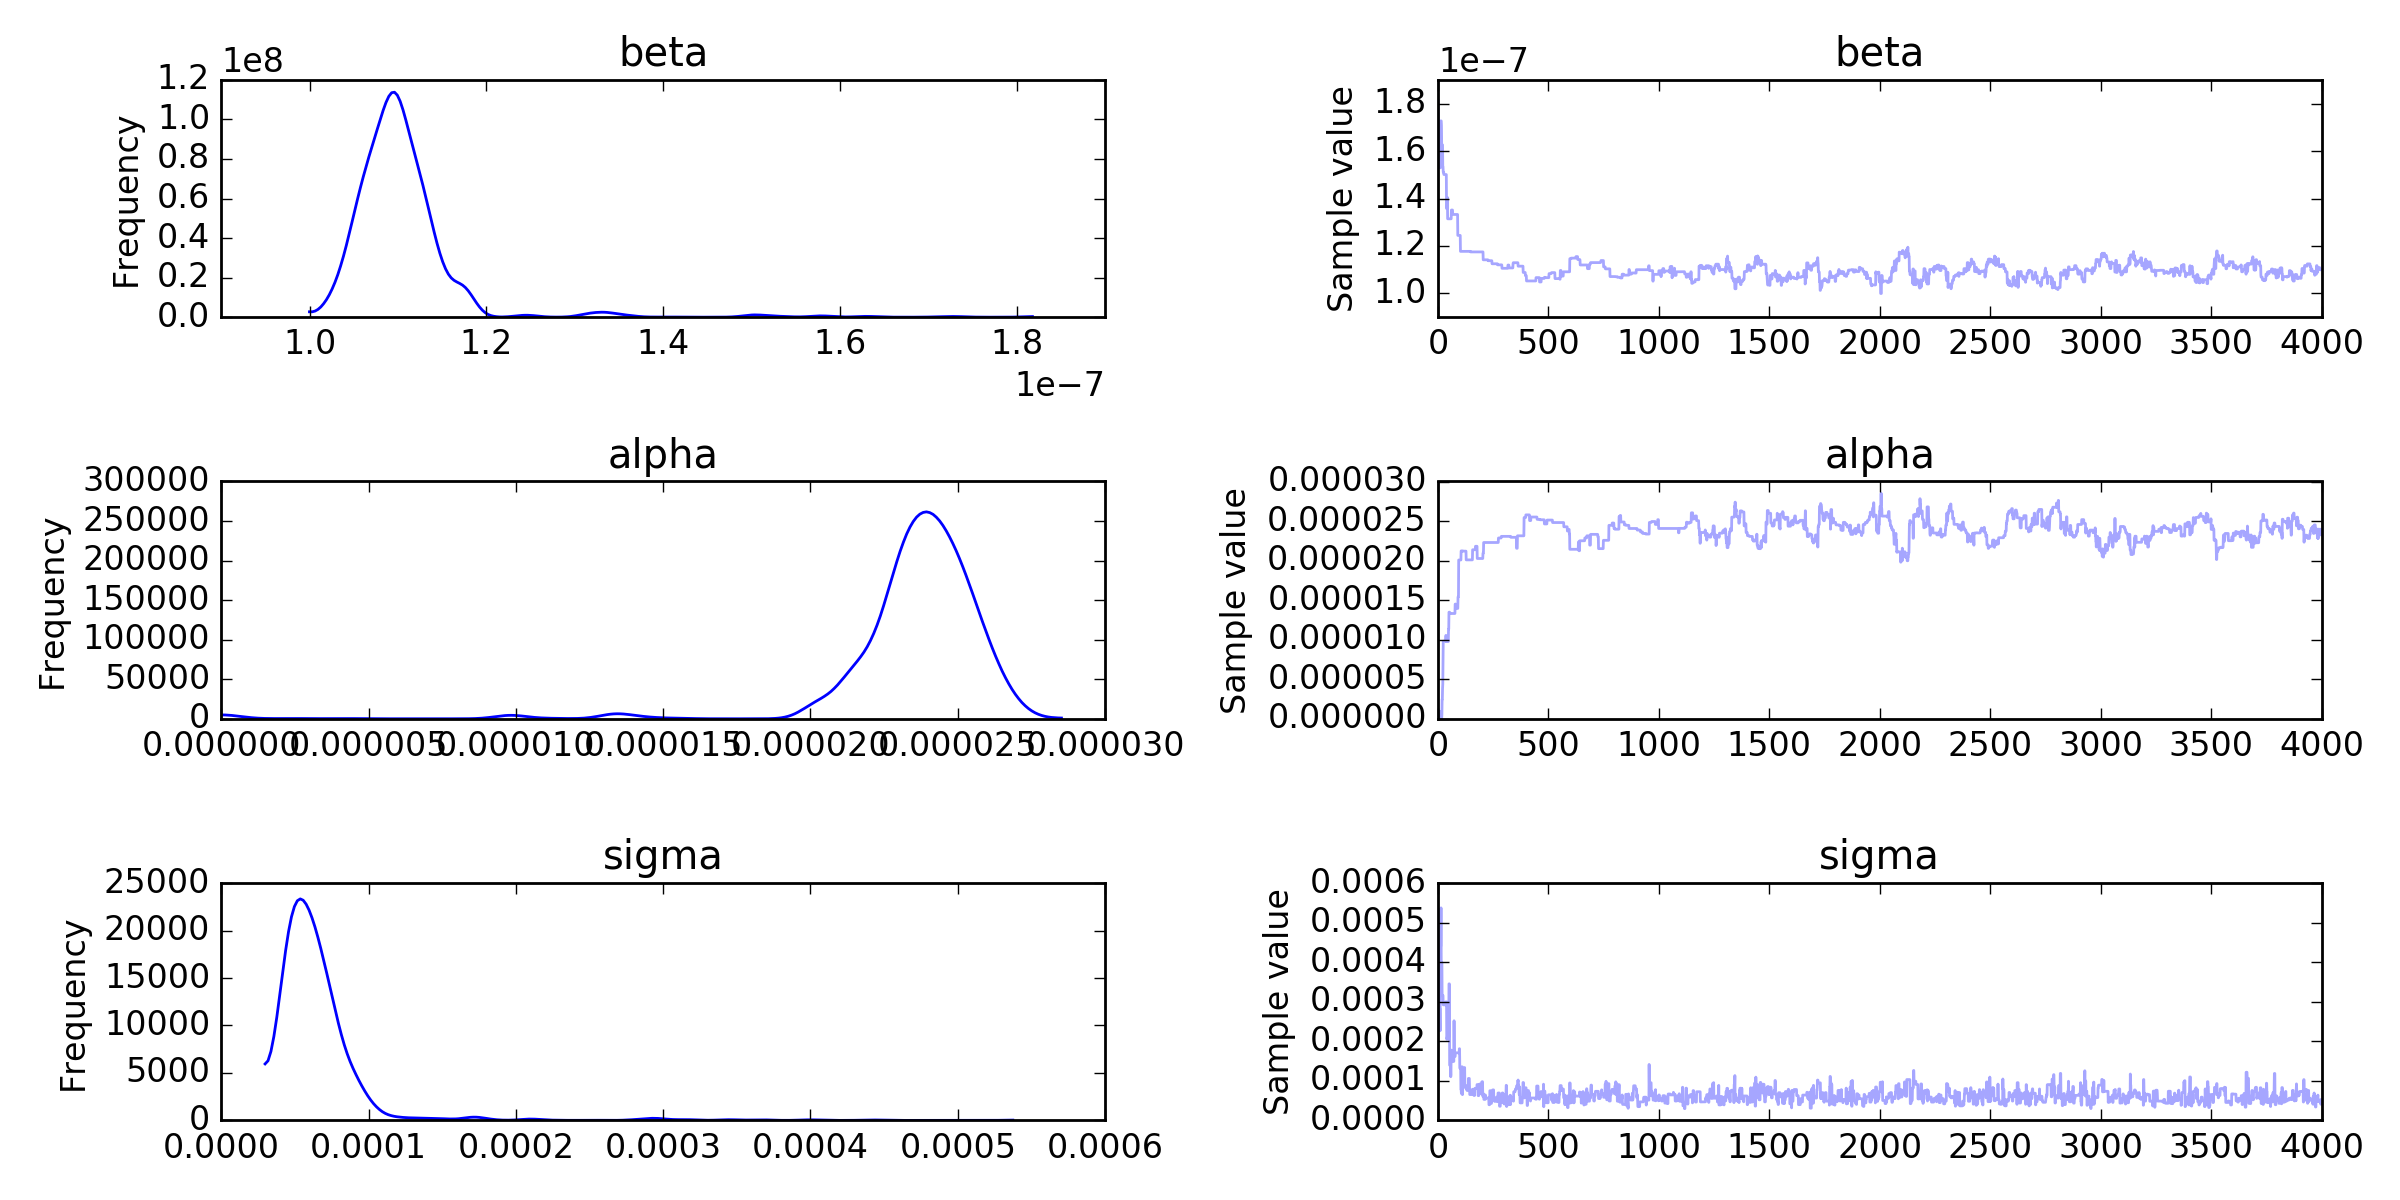 beta
1e8
Frequency
1.2
1.0
0.8
0.6
0.4
0.2
0.0
1.0 1.2 1.4 1.6 1.8
1e−7
beta
1e−7
Sample value
1.8
1.6
1.4
1.2
1.0
0 500 1000 1500 2000 2500 3000 3500 4000
alpha
Frequency
300000
250000
200000
150000
100000
50000
0
0.000000 0.000005 0.000010 0.000015 0.000020 0.000025 0.000030
alpha
Sample value
0.000030
0.000025
0.000020
0.000015
0.000010
0.000005
0.000000
0 500 1000 1500 2000 2500 3000 3500 4000
sigma
Frequency
25000
20000
15000
10000
5000
0
0.0000 0.0001 0.0002 0.0003 0.0004 0.0005 0.0006
sigma
Sample value
0.0006
0.0005
0.0004
0.0003
0.0002
0.0001
0.0000
0 500 1000 1500 2000 2500 3000 3500 4000